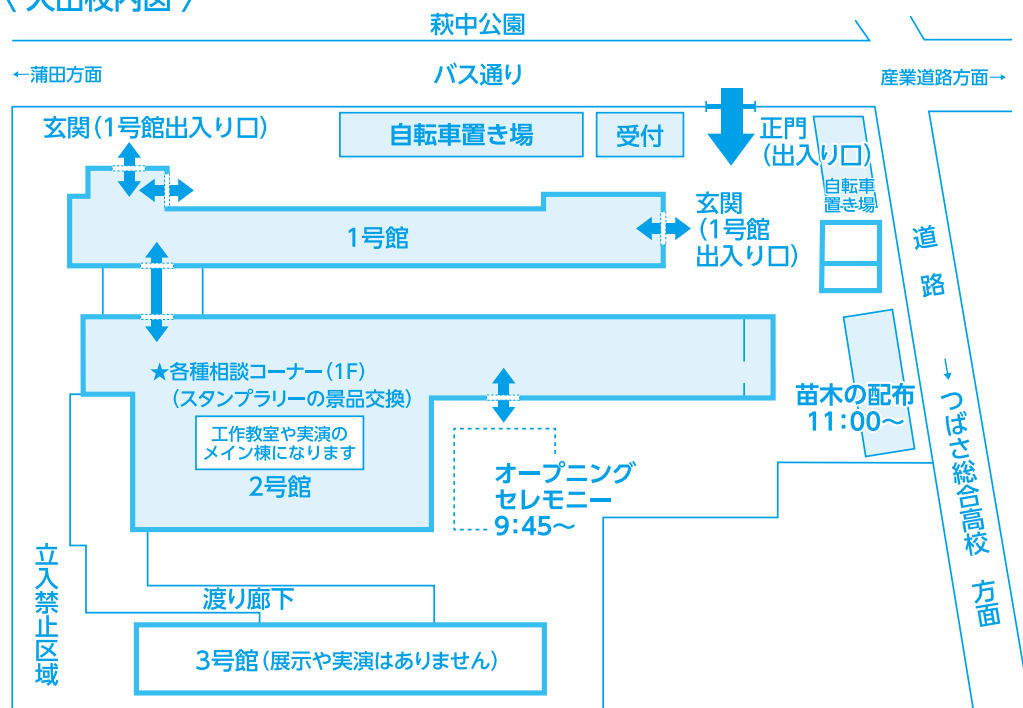 萩中公園
←蒲田方面
バス通り
産業道路方面→
玄関（1号館出入り口）
自転車置き場
受付
正門
（出入り口）
自転車
置き場
玄関
（1号館
出入り口）
1号館
道路
↓つばさ総合高校 方面
★各種相談コーナー（1F）
（スタンプラリーの景品交換）
工作教室や実演の
メイン棟になります
2号館
苗木の配布
11：00〜
オープニング
セレモニー
9：45〜
立入禁止区域
渡り廊下
3号館（展示や実演はありません）